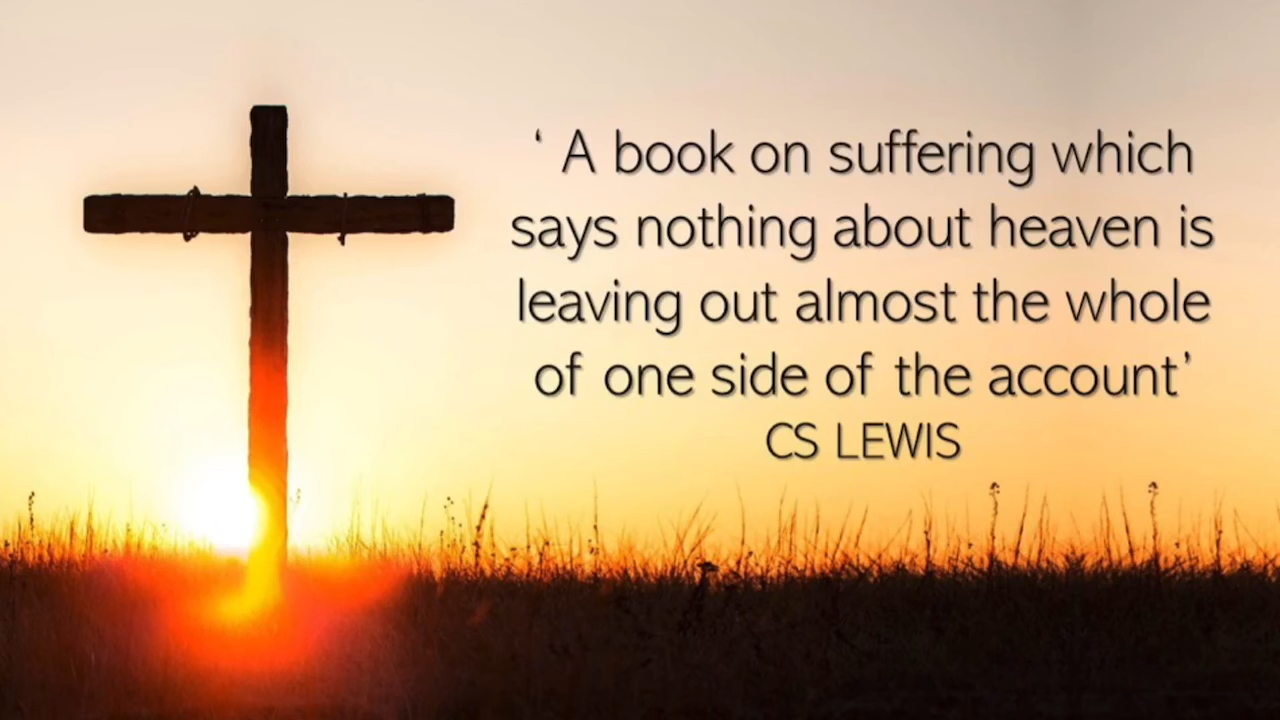 ‘ A book on suffering which
says nothing about heaven is
leaving out almost the whole
of one side of the account’
CS LEWIS